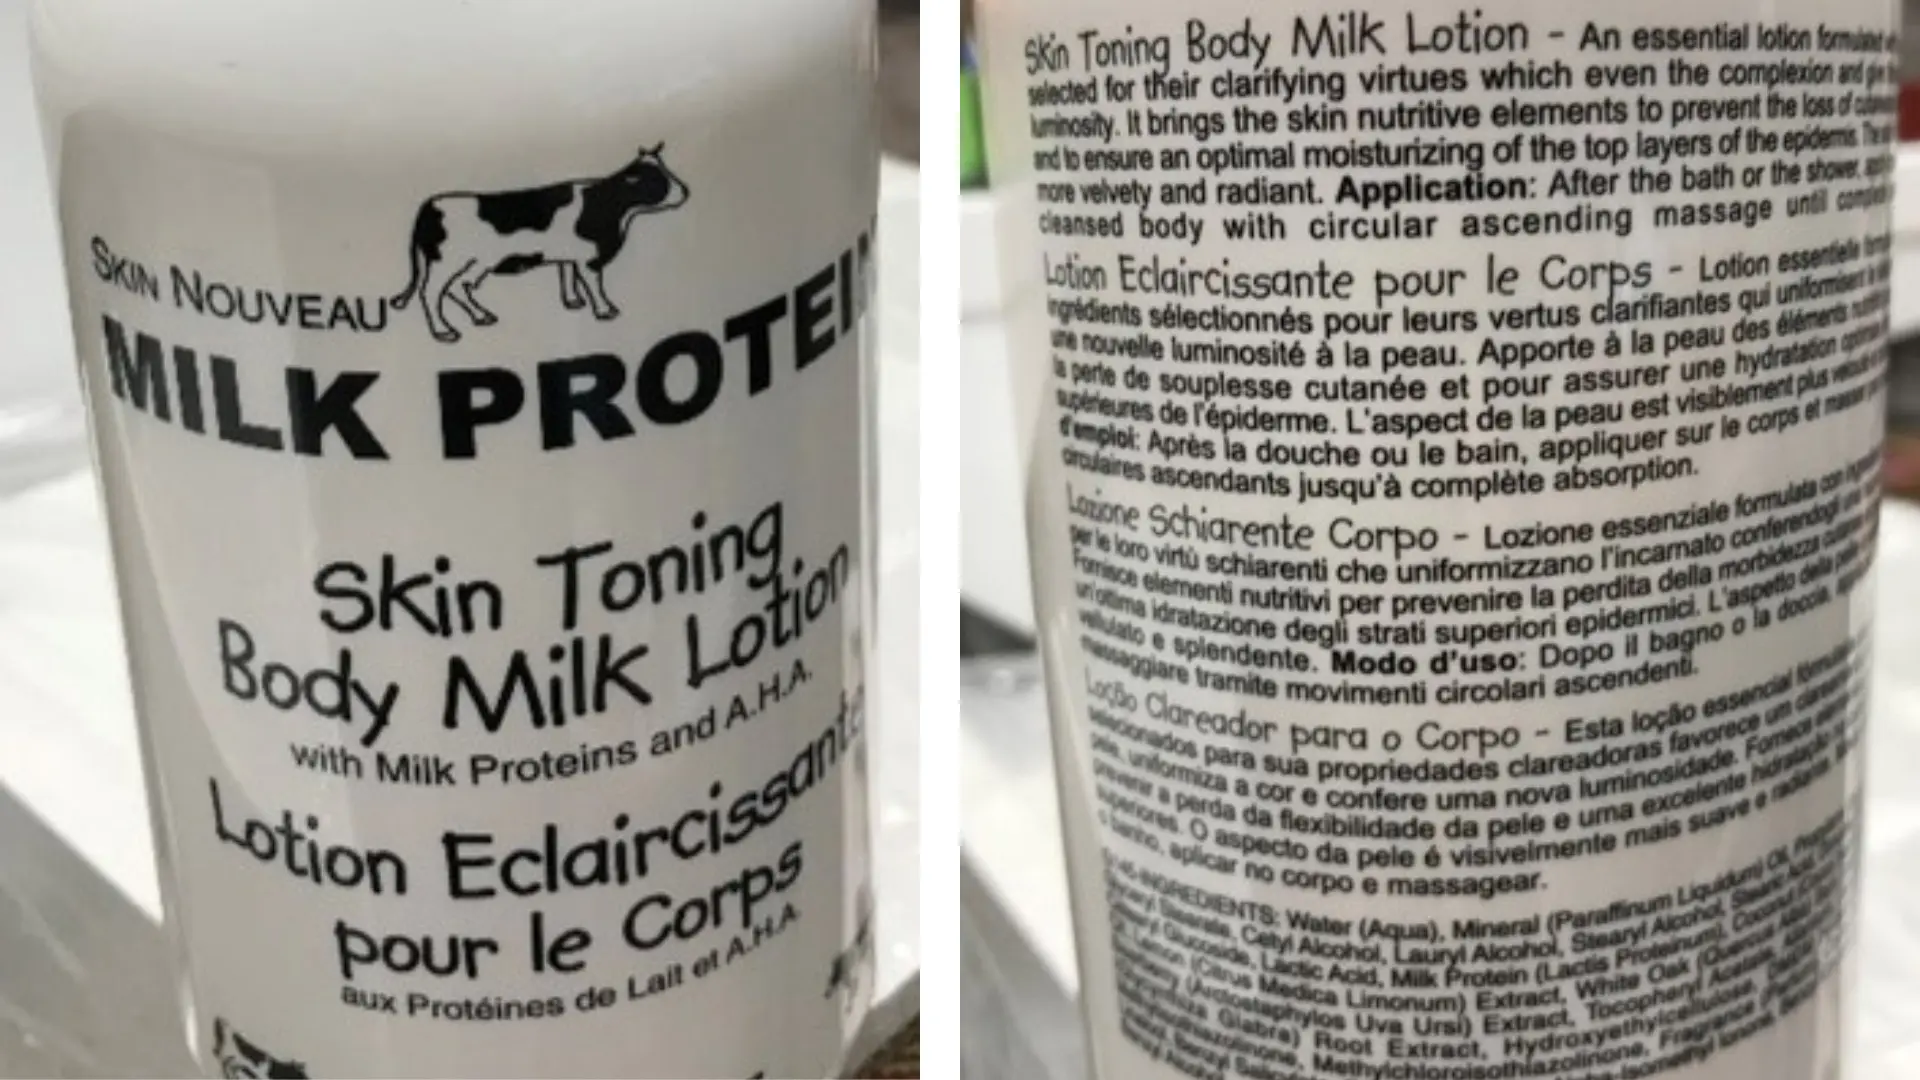 SKIN NOUVEAU
MILK PROTEIN
Skin Toning
Body Milk Lotion
with Milk Proteins and A.H.A.
Lotion Eclaircissante
pour le Corps
aux Protéines de Lait et A.H.A
Skin Toning Body Milk Lotion - An essential lotion formulated
selected for their clarifying virtues which even the complexion and
luminosity. It brings the skin nutritive elements to prevent the loss of
and to ensure an optimal moisturizing of the top layers of the epidermis. The
more velvety and radiant. Application: After the bath or the shower,
cleansed body with circular ascending massage until
Lotion Eclaircissante pour le Corps - Lotion essentielle
ingrédients sélectionnés pour leurs vertus clarifiantes qui uniformisent
une nouvelle luminosité à la peau. Apporte à la peau des éléments
la perte de souplesse cutanée et pour assurer une hydratation
supérieures de l'épiderme. L'aspect de la peau est visiblement plus
d'emploi: Après la douche ou le bain, appliquer sur le corps et
circulaires ascendants jusqu'à complète absorption.
Lozione Schiarente Corpo - Lozione essenziale formulata con
per le loro virtù schiarenti che uniformizzano l'incarnato conferendogli
Fornisce elementi nutritivi per prevenire la perdita della morbidezza
un'ottima idratazione degli strati superiori epidermici. L'aspetto della
vellutato e splendente. Modo d'uso: Dopo il bagno o la doccia,
massaggiare tramite movimenti circolari ascendenti.
Loção Clareador para o Corpo - Esta loção essencial
selecionados para sua propriedades clareadoras favorece um
pele, uniformiza a cor e confere uma nova luminosidade. Fornece
prevenir a perda da flexibilidade da pele e uma excelente hidratação
superiores. O aspecto da pele é visivelmente mais suave e radiante.
o banho, aplicar no corpo e massagear.
INGREDIENTS: Water (Aqua), Mineral (Paraffinum Liquidum) Oil,
Stearate, Cetyl Alcohol, Lauryl Alcohol, Stearyl Alcohol, Stearic
Glucoside, Lactic Acid, Milk Protein (Lactis Proteinum), Coconut
Lemon (Citrus Medica Limonum) Extract, White Oak (Quercus
(Arctostaphylos Uva Ursi) Extract, Tocopheryl Acetate,
Glabra) Root Extract, Hydroxyethylcellulose,
Methylchloroisothiazolinone, Fragrance
Benzyl